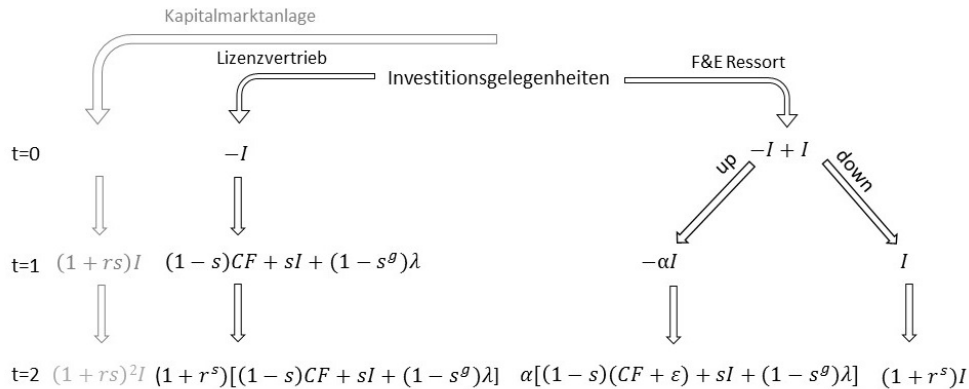 Kapitalmarktanlage
Lizenzvertrieb
Investitionsgelegenheiten
F&E Ressort
t=0
−I
−I + I
up
down
t=1
(1 + rs)I
(1 − s)CF + sI + (1 − s^g)λ
−αI
I
t=2
(1 + rs)²I
(1 + r^s)[(1 − s)CF + sI + (1 − s^g)λ]
α[(1 − s)(CF + ε) + sI + (1 − s^g)λ]
(1 + r^s)I